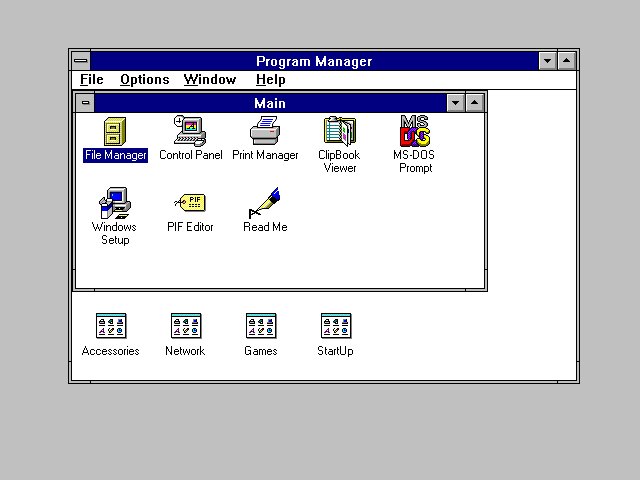 Program Manager
File Options Window Help
Main
File Manager Control Panel Print Manager ClipBook Viewer MS-DOS Prompt
MS DOS
Windows Setup PIF Editor Read Me
PIF
Accessories Network Games StartUp